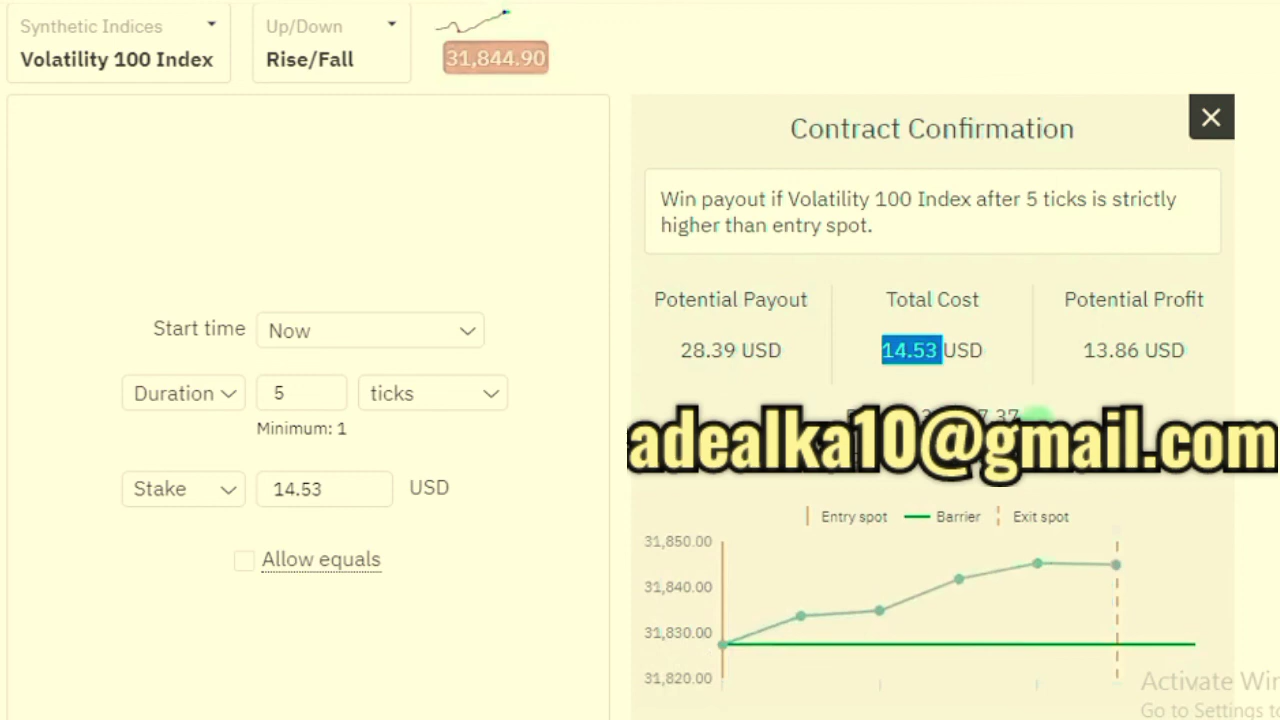 Synthetic Indices
Volatility 100 Index
Up/Down
Rise/Fall
31,844.90
Start time
Now
Duration
5
ticks
Minimum: 1
Stake
14.53
USD
Allow equals
Contract Confirmation
Win payout if Volatility 100 Index after 5 ticks is strictly
higher than entry spot.
Potential Payout
Total Cost
Potential Profit
28.39 USD
14.53 USD
13.86 USD
adealka10@gmail.com
Entry spot
Barrier
Exit spot
31,850.00
31,840.00
31,830.00
31,820.00
Activate Win
Go to Settings to